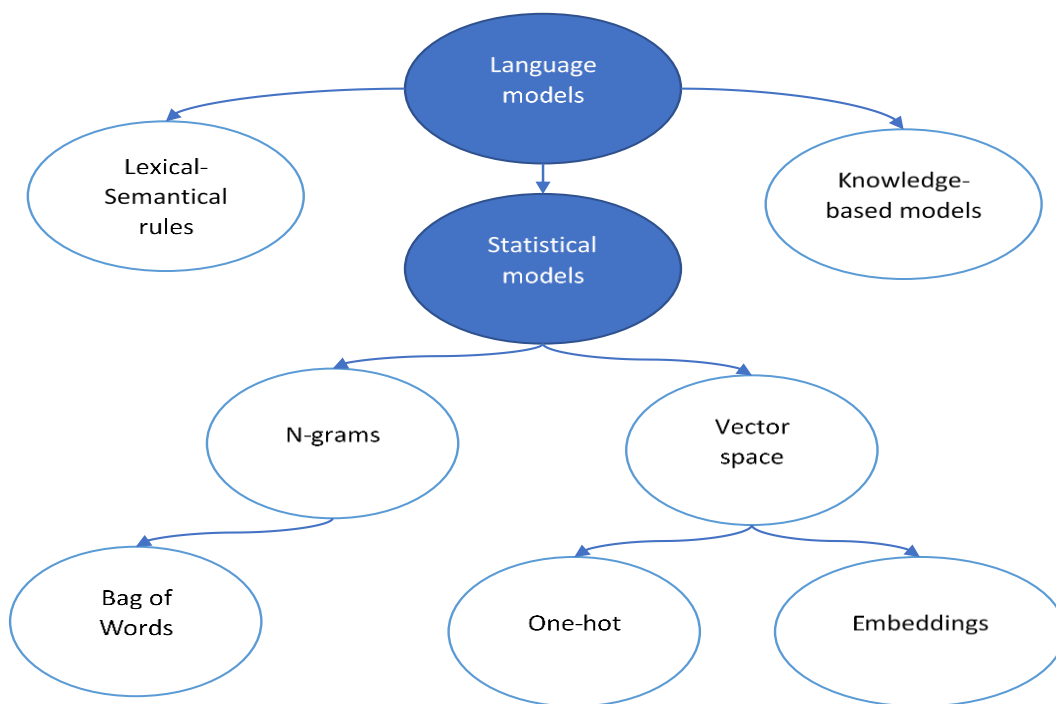 Language
models
Lexical-
Semantical
rules
Knowledge-
based models
Statistical
models
N-grams
Vector
space
Bag of
Words
One-hot
Embeddings